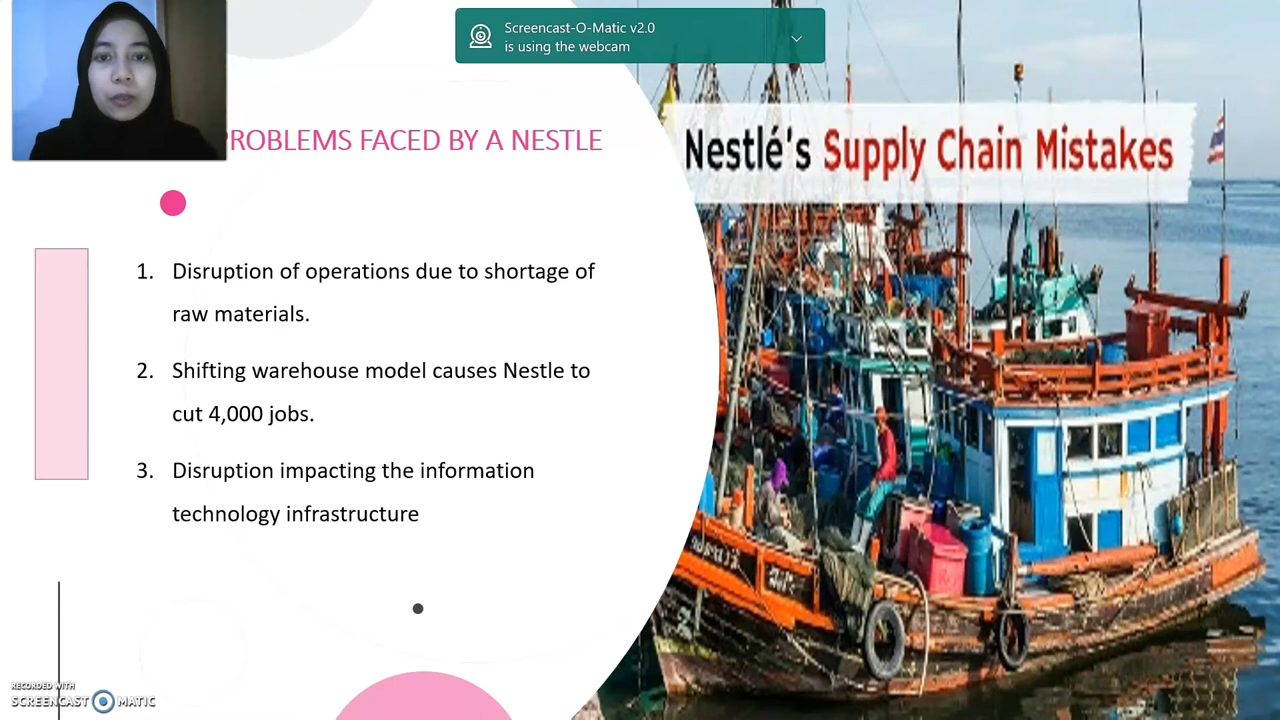 Screencast-O-Matic v2.0
is using the webcam
PROBLEMS FACED BY A NESTLE
Nestlé's Supply Chain Mistakes
1. Disruption of operations due to shortage of
raw materials.
2. Shifting warehouse model causes Nestle to
cut 4,000 jobs.
3. Disruption impacting the information
technology infrastructure
RECORDED WITH
SCREENCAST MATIC